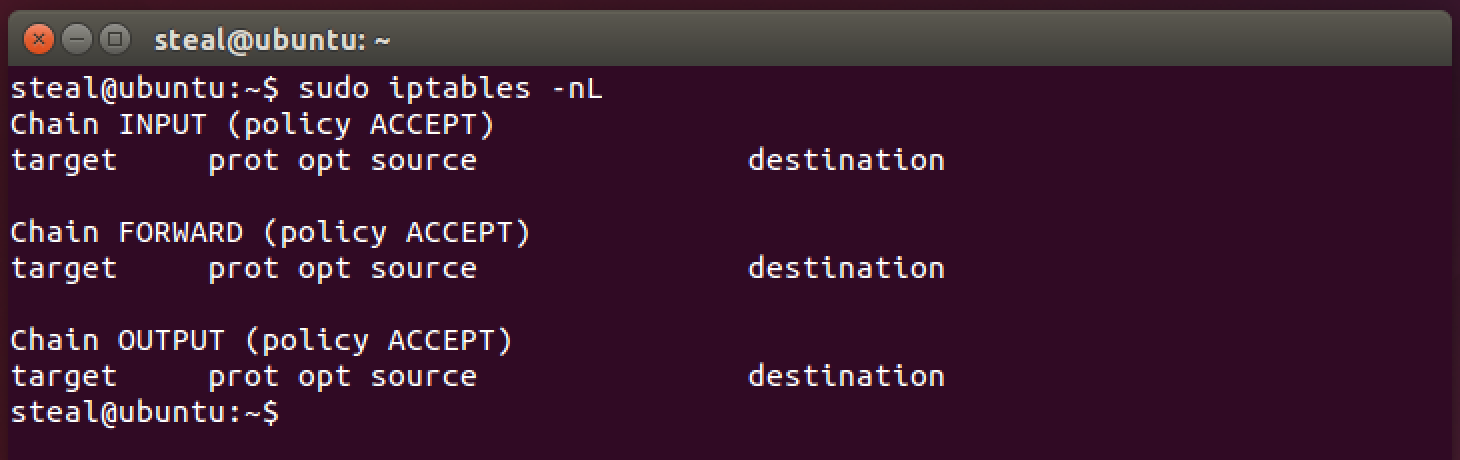 steal@ubuntu: ~
steal@ubuntu:~$ sudo iptables -nL
Chain INPUT (policy ACCEPT)
target     prot opt source               destination
Chain FORWARD (policy ACCEPT)
target     prot opt source               destination
Chain OUTPUT (policy ACCEPT)
target     prot opt source               destination
steal@ubuntu:~$